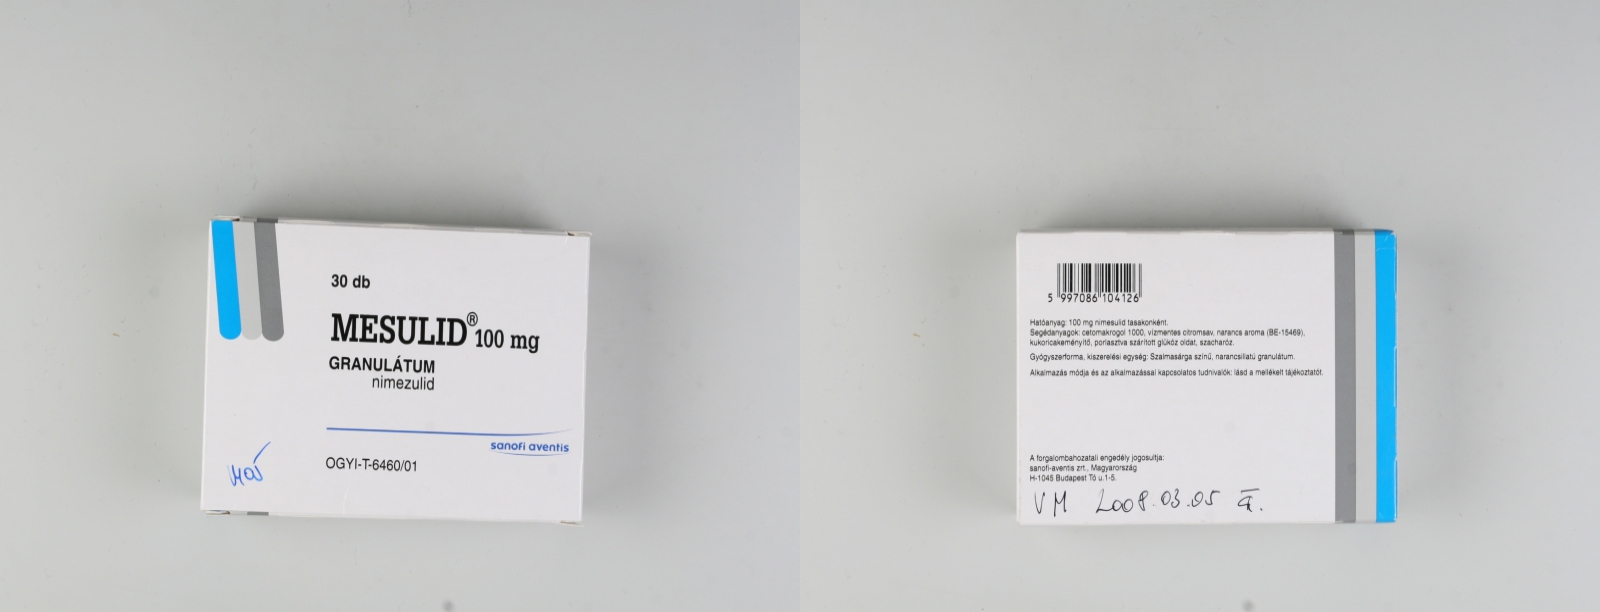 30 db
MESULID® 100 mg
GRANULÁTUM
nimezulid
sanofi aventis
OGYI-T-6460/01
5 997086 104126
Hatóanyag: 100 mg nimesulid tasakonként.
Segédanyagok: cetomakrogol 1000, vízmentes citromsav, narancs aroma (BE-15469),
kukoricakeményítő, porlasztva szárított glükóz oldat, szacharóz.
Gyógyszerforma, kiszerelési egység: Szalmasárga színű, narancsillatú granulátum.
Alkalmazás módja és az alkalmazással kapcsolatos tudnivalók: lásd a mellékelt tájékoztatót.
A forgalombahozatali engedély jogosultja:
sanofi-aventis zrt., Magyarország
H-1045 Budapest Tó u.1-5.
VM 2008.03.05